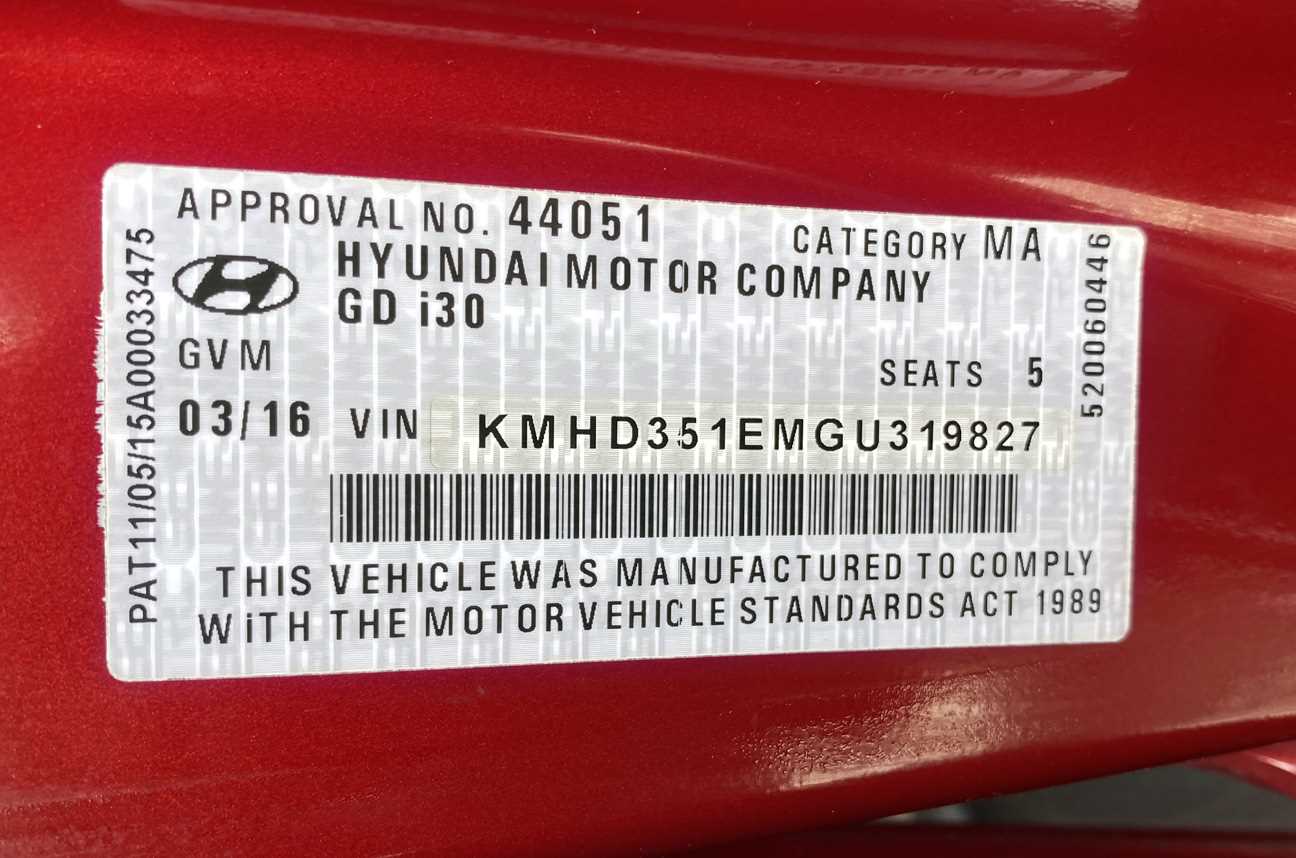 APPROVAL NO. 44051
CATEGORY MA
HYUNDAI MOTOR COMPANY
GD i30
GVM
SEATS 5
03/16 VIN KMHD351EMGU319827
THIS VEHICLE WAS MANUFACTURED TO COMPLY
WiTH THE MOTOR VEHICLE STANDARDS ACT 1989
PAT11/05/15A0033475
520060446